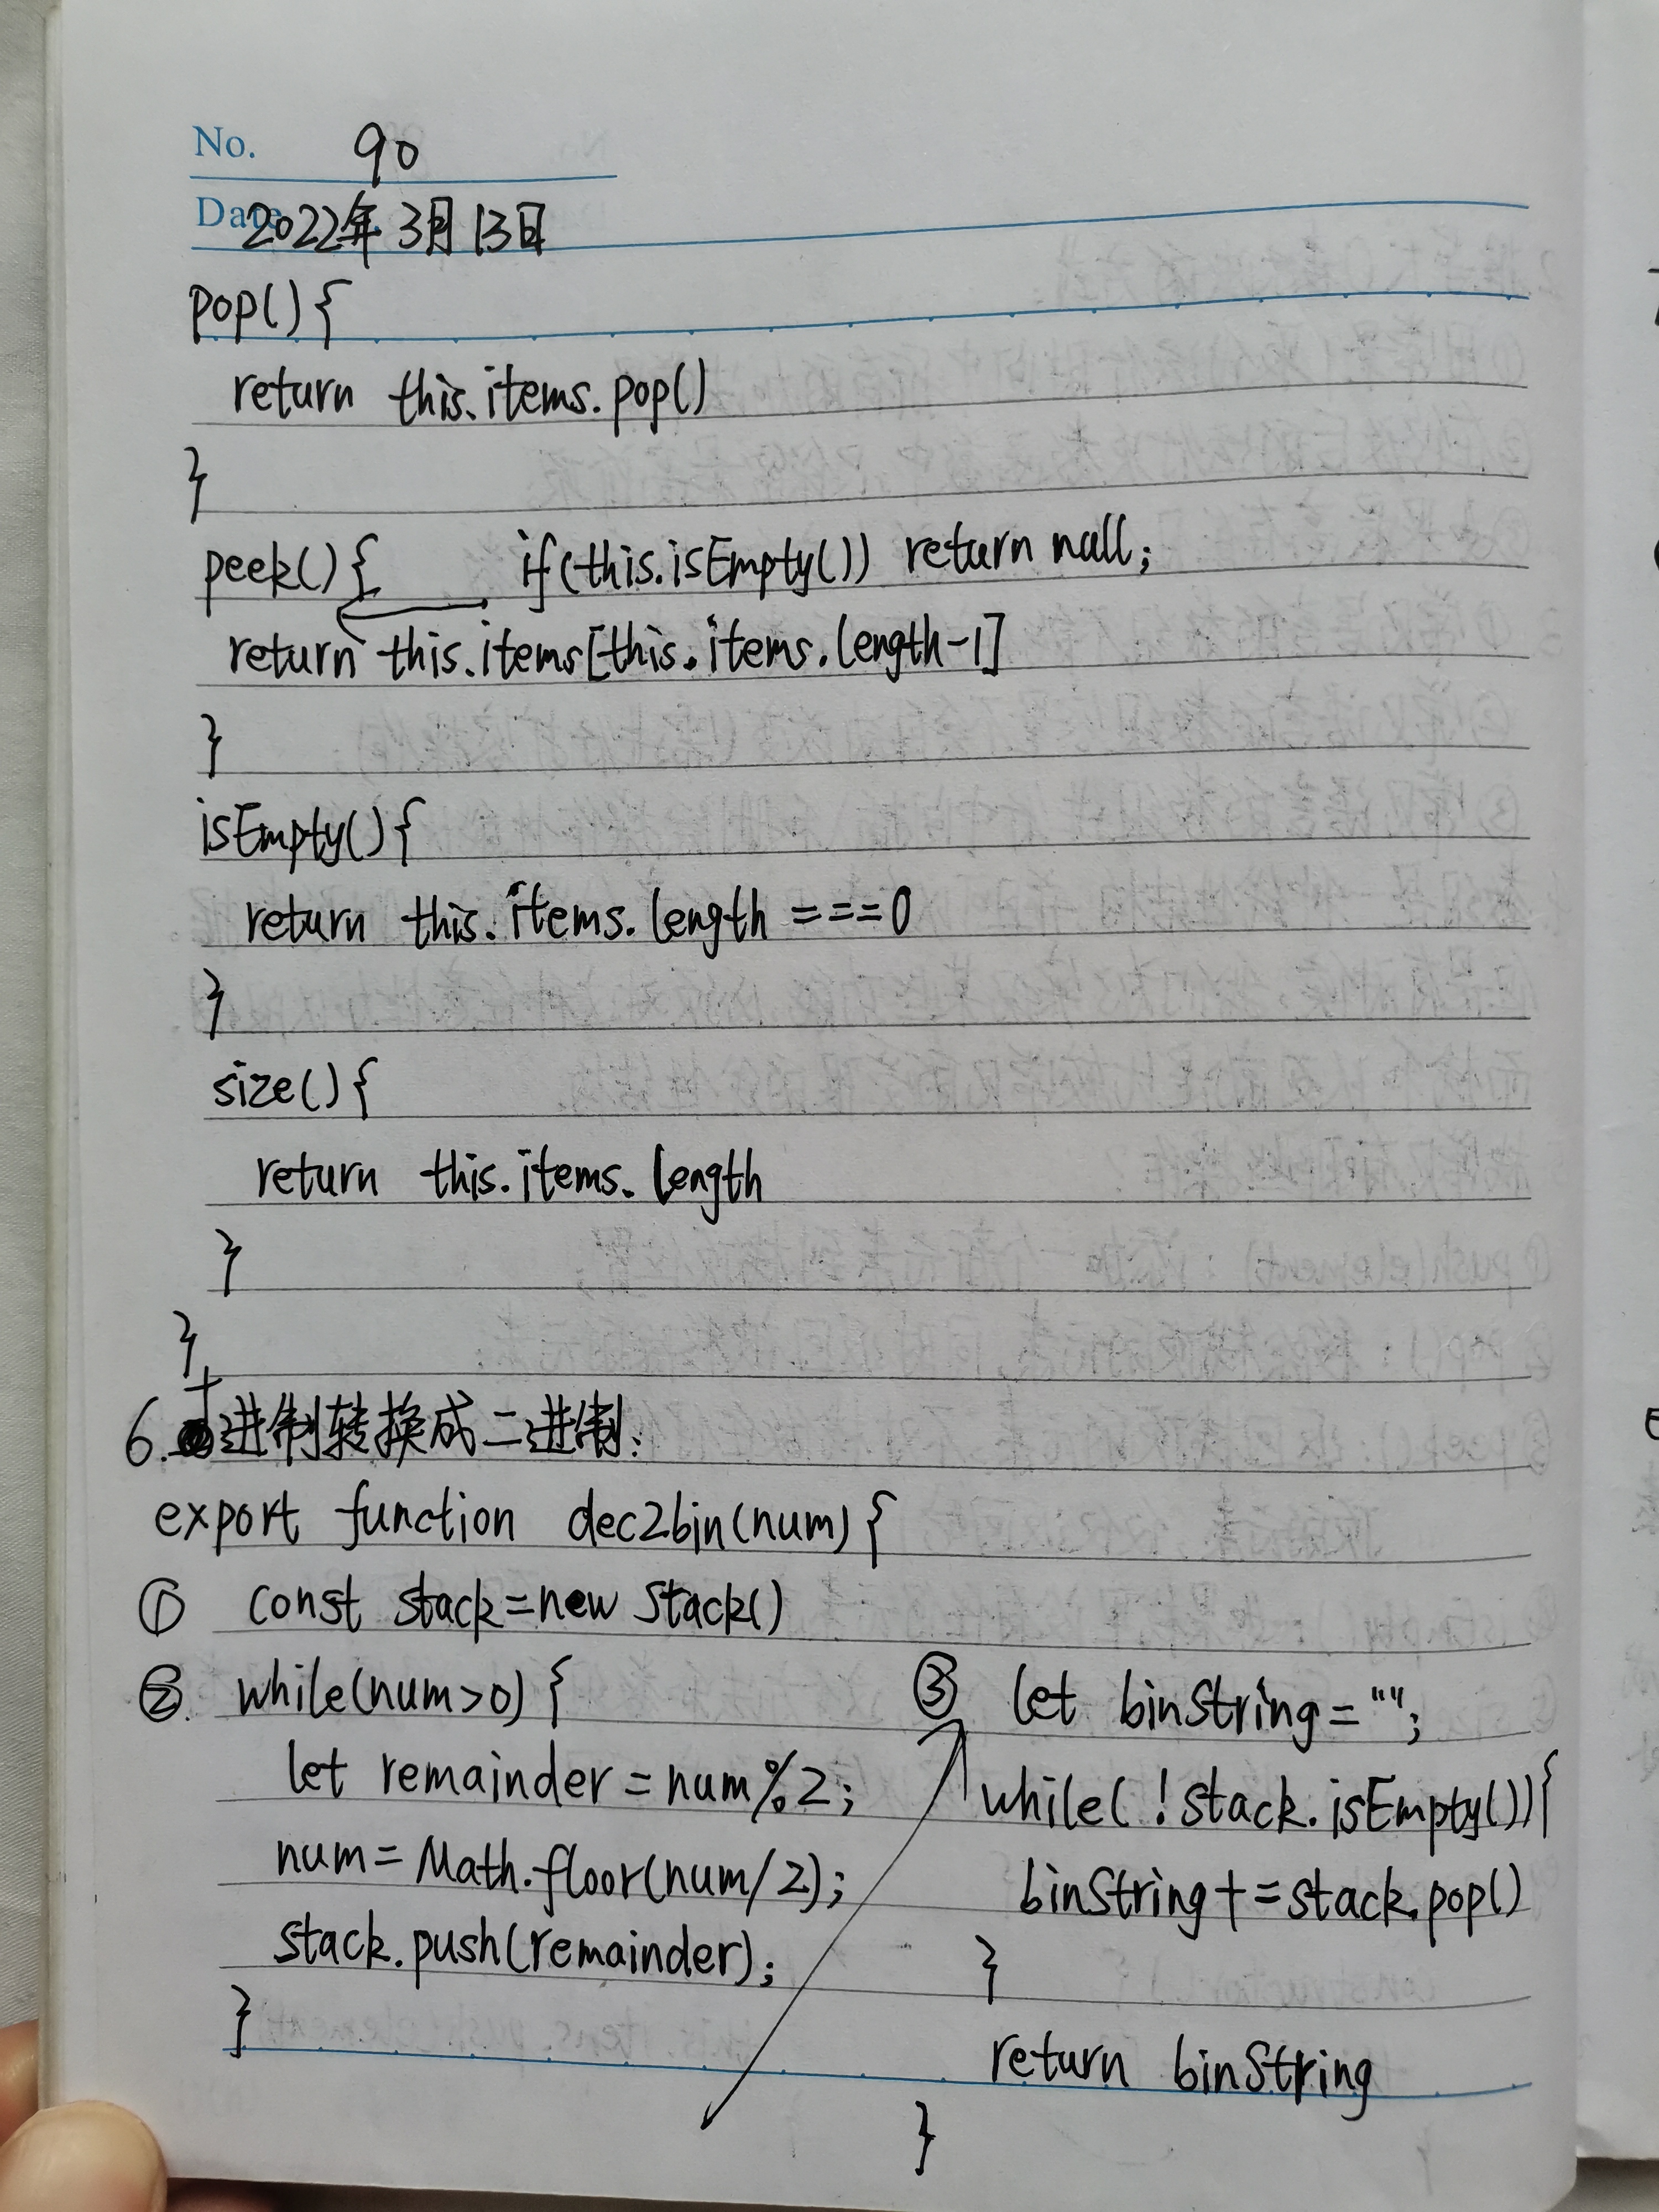 No. 90
Date 2022年3月13日
pop(){
return this.items.pop()
}
peek(){ if(this.isEmpty()) return null;
return this.items[this.items.length-1]
}
isEmpty(){
return this.items.length ===0
}
size(){
return this.items.length
}
}
6.十进制转换成二进制:
export function dec2bin(num){
① const stack=new Stack()
② while(num>0){
let remainder=num%2;
num=Math.floor(num/2);
stack.push(remainder);
}
③ let binString="";
while(!stack.isEmpty()){
binString+=stack.pop()
}
return binString
}